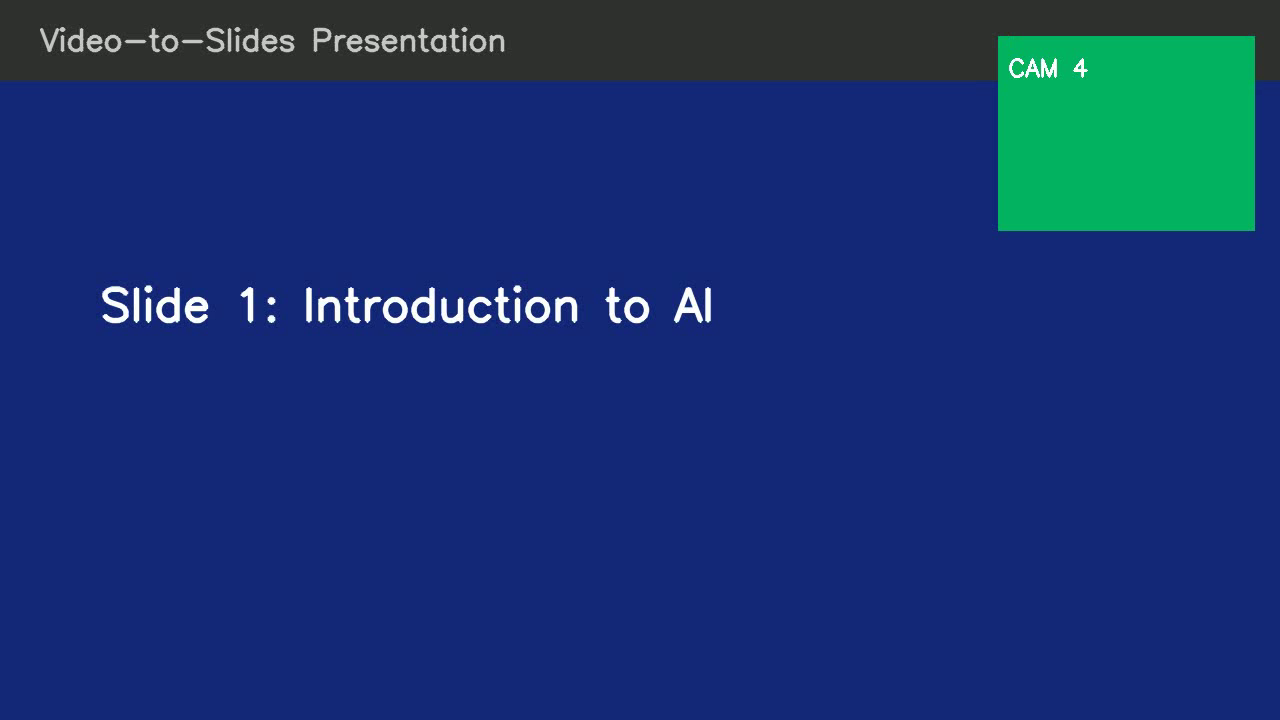 Video-to-Slides Presentation
CAM 4
Slide 1: Introduction to AI